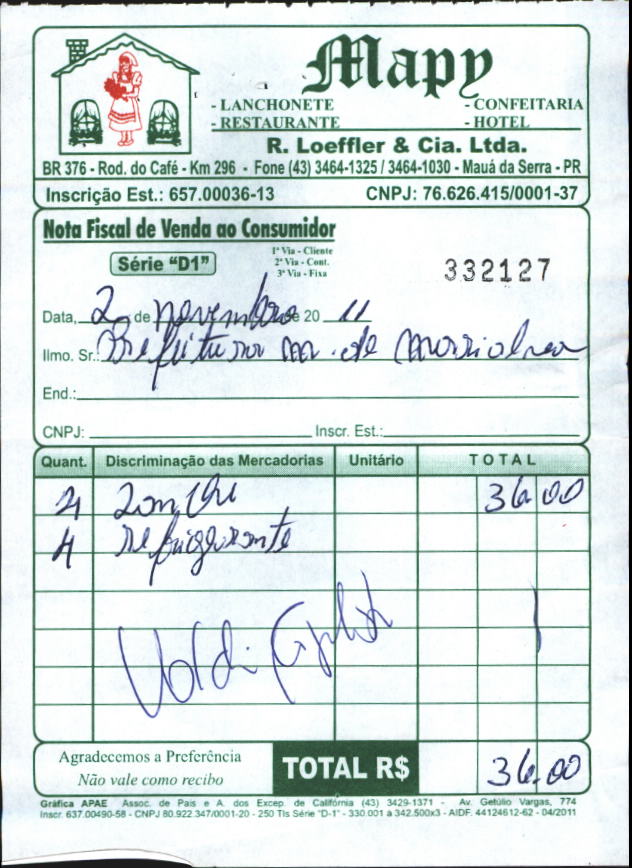 Mapy
- LANCHONETE - CONFEITARIA
- RESTAURANTE - HOTEL
R. Loeffler & Cia. Ltda.
BR 376 - Rod. do Café - Km 296 - Fone (43) 3464-1325 / 3464-1030 - Mauá da Serra - PR
Inscrição Est.: 657.00036-13 CNPJ: 76.626.415/0001-37
Nota Fiscal de Venda ao Consumidor
Série "D1"
1ª Via - Cliente
2ª Via - Cont.
3ª Via - Fixa
332127
Data, 2 de novembro de 20 11
Ilmo. Sr.: Prefeitura M. de
End.:
CNPJ: Inscr. Est.:
Quant. Discriminação das Mercadorias Unitário TOTAL
4 Lanche 36.00
4 refrigerante
TOTAL R$ 36.00
Agradecemos a Preferência
Não vale como recibo
Gráfica APAE Assoc. de Pais e A. dos Excep. de Califórnia (43) 3429-1371 - Av. Getúlio Vargas, 774
Inscr. 637.00490-58 - CNPJ 80.922.347/0001-20 - 250 Tls Série "D-1" - 330.001 à 342.500x3 - AIDF. 44124612-62 - 04/2011